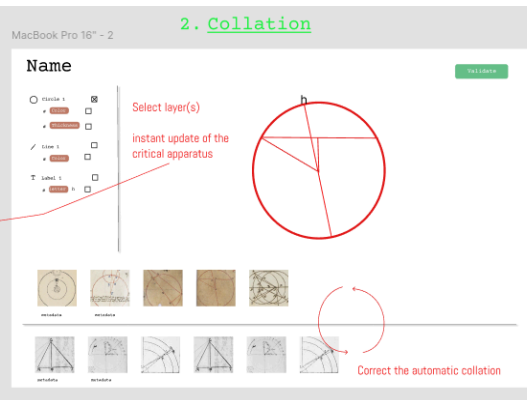 2. Collation
MacBook Pro 16" - 2
Name
Validate
Circle 1
Line 1
Label 1
letter h
Select layer(s)
instant update of the
critical apparatus
h
metadata metadata
metadata metadata
Correct the automatic collation